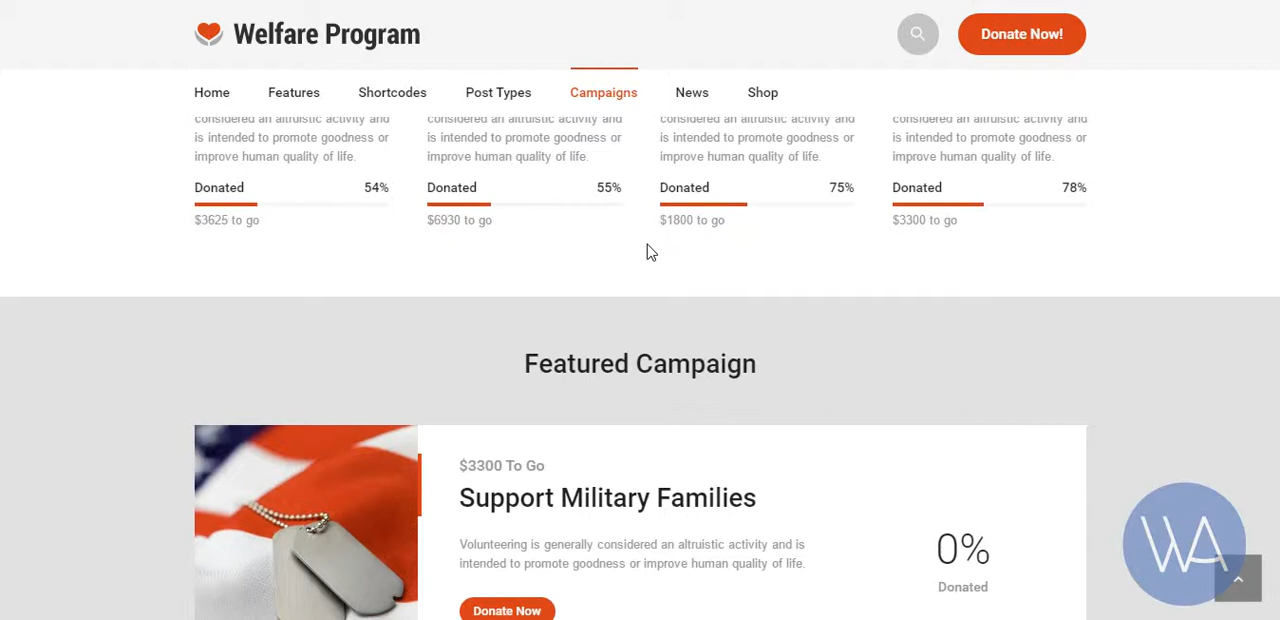 Welfare Program
Donate Now!
Home Features Shortcodes Post Types Campaigns News Shop
considered an altruistic activity and
is intended to promote goodness or
improve human quality of life.
Donated 54%
$3625 to go
considered an altruistic activity and
is intended to promote goodness or
improve human quality of life.
Donated 55%
$6930 to go
considered an altruistic activity and
is intended to promote goodness or
improve human quality of life.
Donated 75%
$1800 to go
considered an altruistic activity and
is intended to promote goodness or
improve human quality of life.
Donated 78%
$3300 to go
Featured Campaign
$3300 To Go
Support Military Families
Volunteering is generally considered an altruistic activity and is
intended to promote goodness or improve human quality of life.
Donate Now
0%
Donated
WA